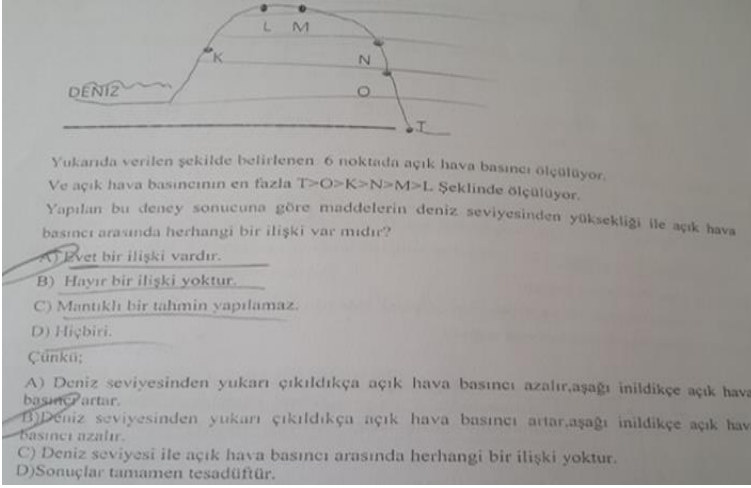 L M
K
N
DENİZ
O
T
Yukarıda verilen şekilde belirlenen 6 noktada açık hava basıncı ölçülüyor.
Ve açık hava basıncının en fazla T>O>K>N>M>L Şeklinde ölçülüyor.
Yapılan bu deney sonucuna göre maddelerin deniz seviyesinden yüksekliği ile açık hava
basıncı arasında herhangi bir ilişki var mıdır?
A) Evet bir ilişki vardır.
B) Hayır bir ilişki yoktur.
C) Mantıklı bir tahmin yapılamaz.
D) Hiçbiri.
Çünkü;
A) Deniz seviyesinden yukarı çıkıldıkça açık hava basıncı azalır,aşağı inildikçe açık hava
basıncı artar.
B)Deniz seviyesinden yukarı çıkıldıkça açık hava basıncı artar,aşağı inildikçe açık hav
basıncı azalır.
C) Deniz seviyesi ile açık hava basıncı arasında herhangi bir ilişki yoktur.
D)Sonuçlar tamamen tesadüftür.